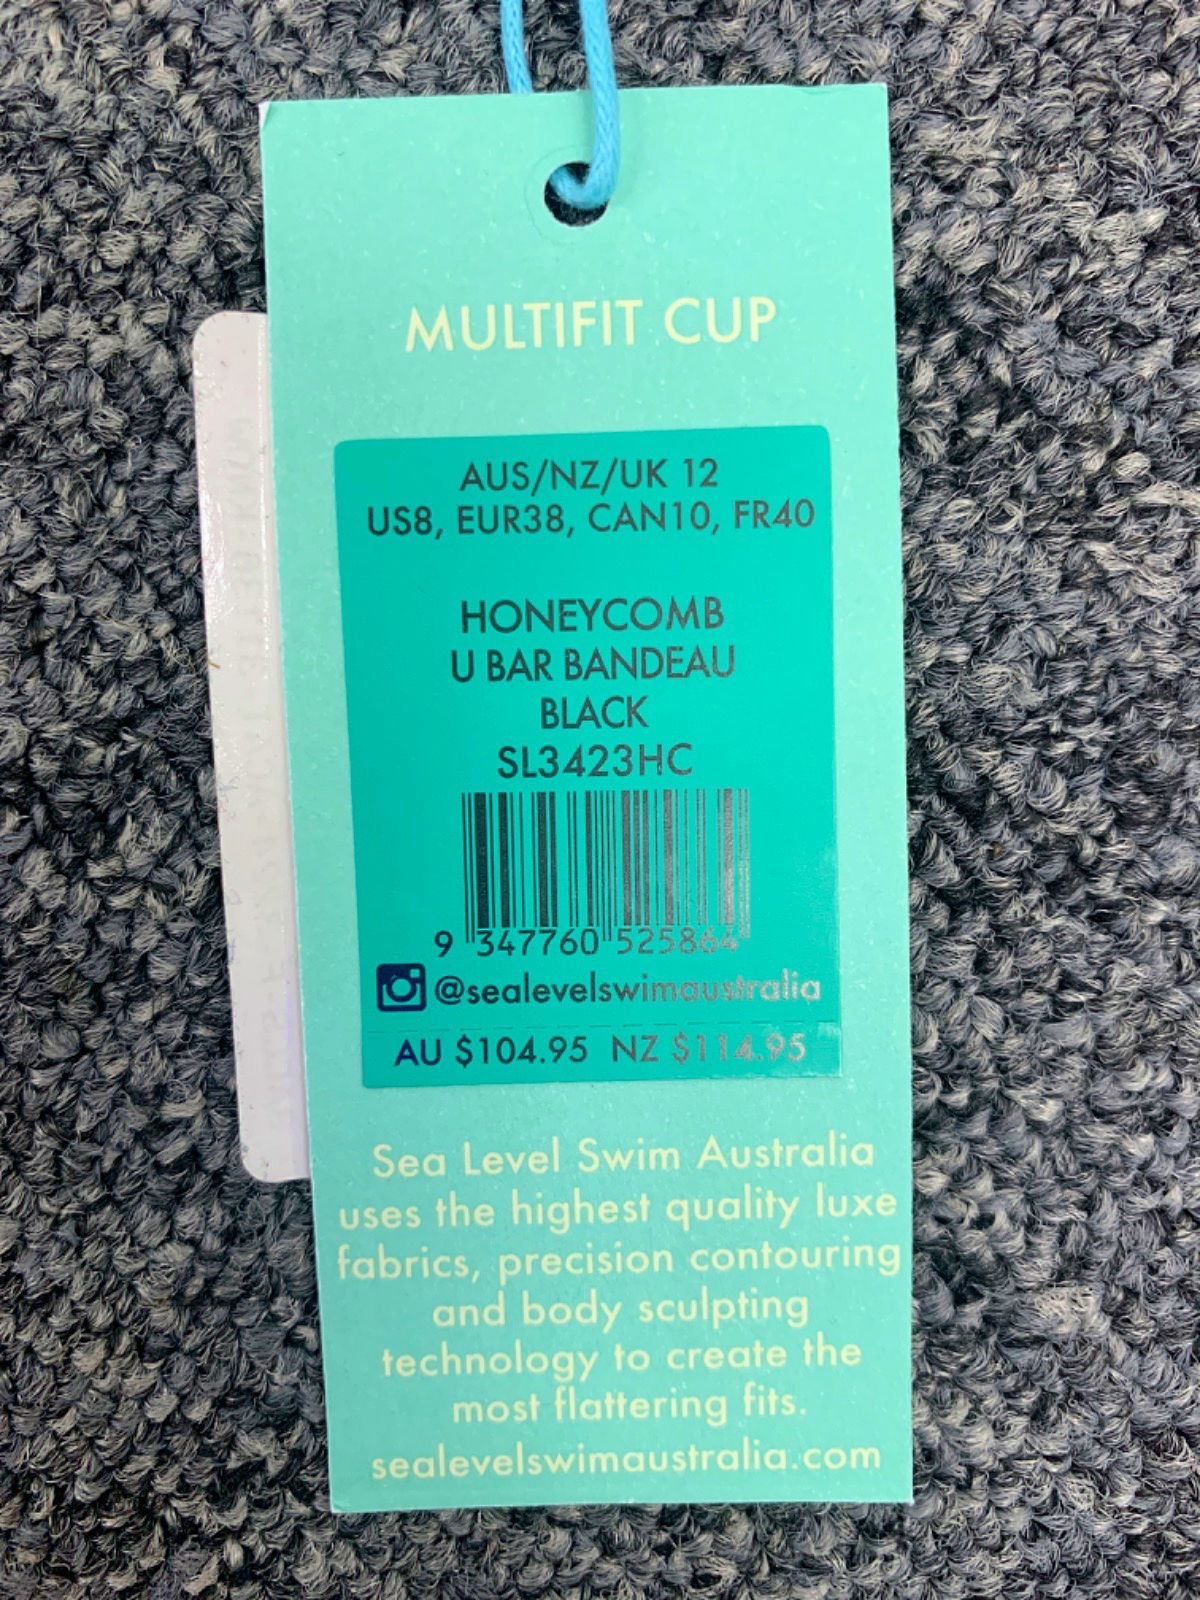 MULTIFIT CUP
AUS/NZ/UK 12
US8, EUR38, CAN10, FR40
HONEYCOMB
U BAR BANDEAU
BLACK
SL3423HC
9 347760 525864
@sealevelswimaustralia
AU $104.95 NZ $114.95
Sea Level Swim Australia
uses the highest quality luxe
fabrics, precision contouring
and body sculpting
technology to create the
most flattering fits.
sealevelswimaustralia.com